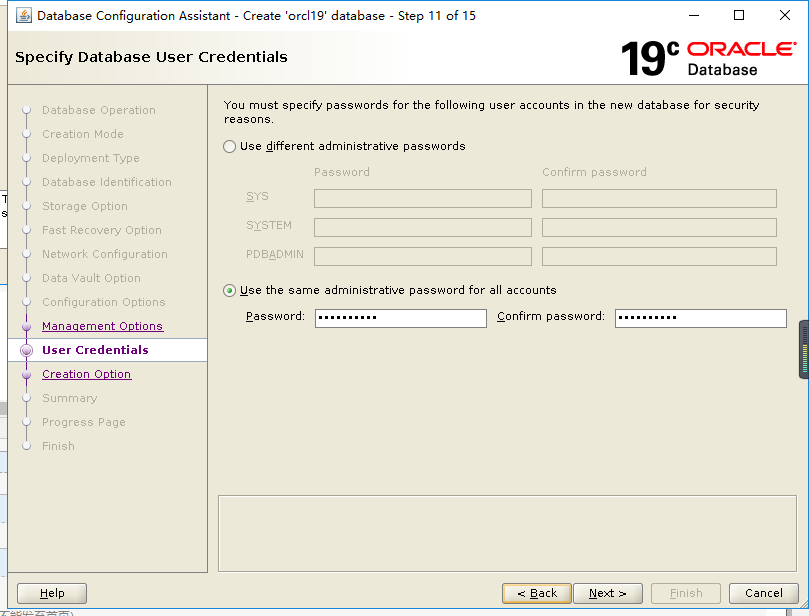 Database Configuration Assistant - Create 'orcl19' database - Step 11 of 15
Specify Database User Credentials
19c ORACLE
Database
Database Operation
Creation Mode
Deployment Type
Database Identification
Storage Option
Fast Recovery Option
Network Configuration
Data Vault Option
Configuration Options
Management Options
User Credentials
Creation Option
Summary
Progress Page
Finish
You must specify passwords for the following user accounts in the new database for security
reasons.
Use different administrative passwords
Password Confirm password
SYS
SYSTEM
PDBADMIN
Use the same administrative password for all accounts
Password: •••••••••• Confirm password: ••••••••••
Help < Back Next > Finish Cancel